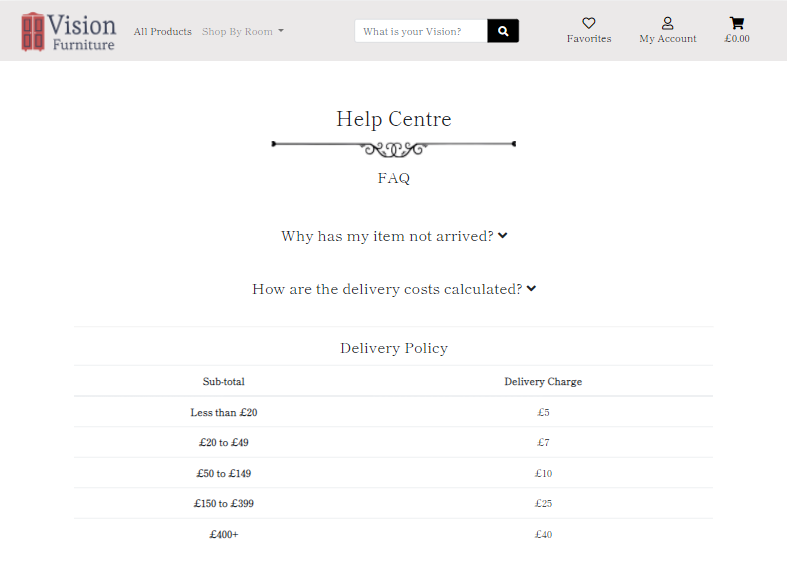 Vision
Furniture
All Products Shop By Room
What is your Vision?
Favorites
My Account
£0.00
Help Centre
FAQ
Why has my item not arrived?
How are the delivery costs calculated?
Delivery Policy
Sub-total Delivery Charge
Less than £20 £5
£20 to £49 £7
£50 to £149 £10
£150 to £399 £25
£400+ £40